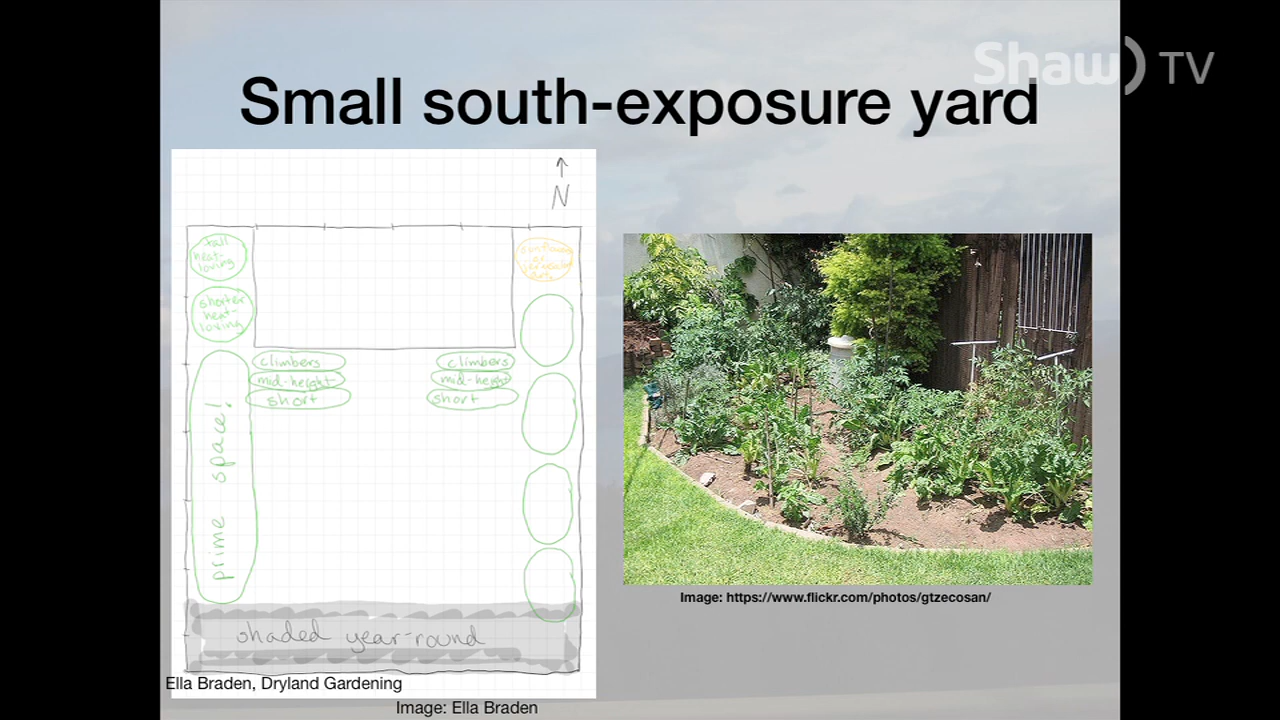 Shaw) TV
Small south-exposure yard
N
tall
heat-
loving
shorter
heat-
loving
climbers
mid-height
short
climbers
mid-height
short
prime space!
shaded year-round
Ella Braden, Dryland Gardening
Image: Ella Braden
Image: https://www.flickr.com/photos/gtzecosan/